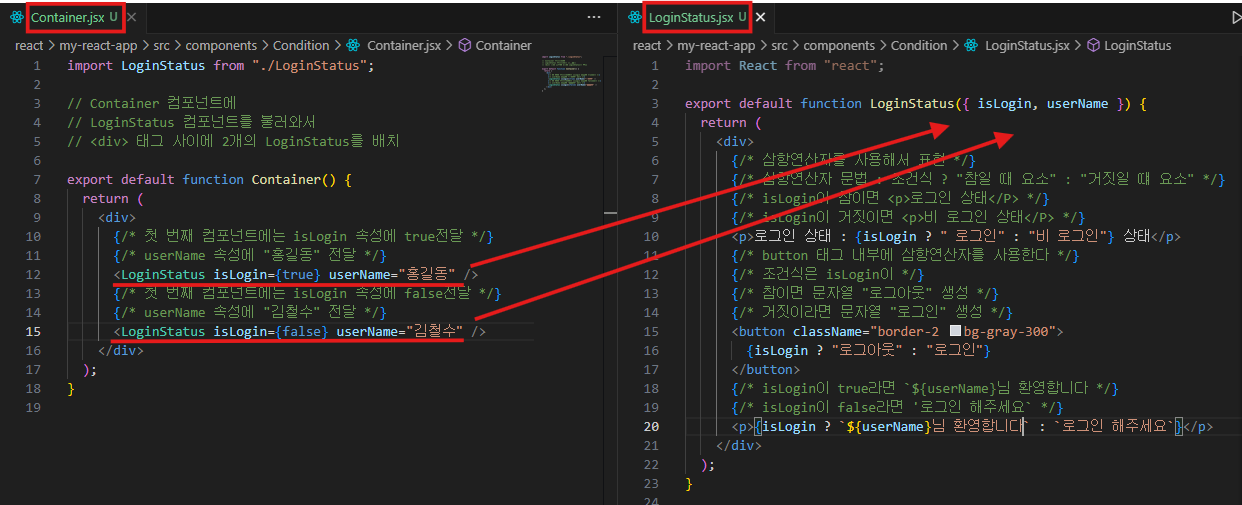 Container.jsx U
react > my-react-app > src > components > Condition > Container.jsx > Container
1 import LoginStatus from "./LoginStatus";
2
3 // Container 컴포넌트에
4 // LoginStatus 컴포넌트를 불러와서
5 // <div> 태그 사이에 2개의 LoginStatus를 배치
6
7 export default function Container() {
8 return (
9 <div>
10 {/* 첫 번째 컴포넌트에는 isLogin 속성에 true전달 */}
11 {/* userName 속성에 "홍길동" 전달 */}
12 <LoginStatus isLogin={true} userName="홍길동" />
13 {/* 첫 번째 컴포넌트에는 isLogin 속성에 false전달 */}
14 {/* userName 속성에 "김철수" 전달 */}
15 <LoginStatus isLogin={false} userName="김철수" />
16 </div>
17 );
18 }
19
LoginStatus.jsx U
react > my-react-app > src > components > Condition > LoginStatus.jsx > LoginStatus
1 import React from "react";
2
3 export default function LoginStatus({ isLogin, userName }) {
4 return (
5 <div>
6 {/* 삼항연산자를 사용해서 표현 */}
7 {/* 삼항연산자 문법 : 조건식 ? "참일 때 요소" : "거짓일 때 요소" */}
8 {/* isLogin이 참이면 <p>로그인 상태</P> */}
9 {/* isLogin이 거짓이면 <p>비 로그인 상태</P> */}
10 <p>로그인 상태 : {isLogin ? " 로그인" : "비 로그인"} 상태</p>
11 {/* button 태그 내부에 삼항연산자를 사용한다 */}
12 {/* 조건식은 isLogin이 */}
13 {/* 참이면 문자열 "로그아웃" 생성 */}
14 {/* 거짓이라면 문자열 "로그인" 생성 */}
15 <button className="border-2 bg-gray-300">
16 {isLogin ? "로그아웃" : "로그인"}
17 </button>
18 {/* isLogin이 true라면 `${userName}님 환영합니다 */}
19 {/* isLogin이 false라면 '로그인 해주세요` */}
20 <p>{isLogin ? `${userName}님 환영합니다` : `로그인 해주세요`}</p>
21 </div>
22 );
23 }
24